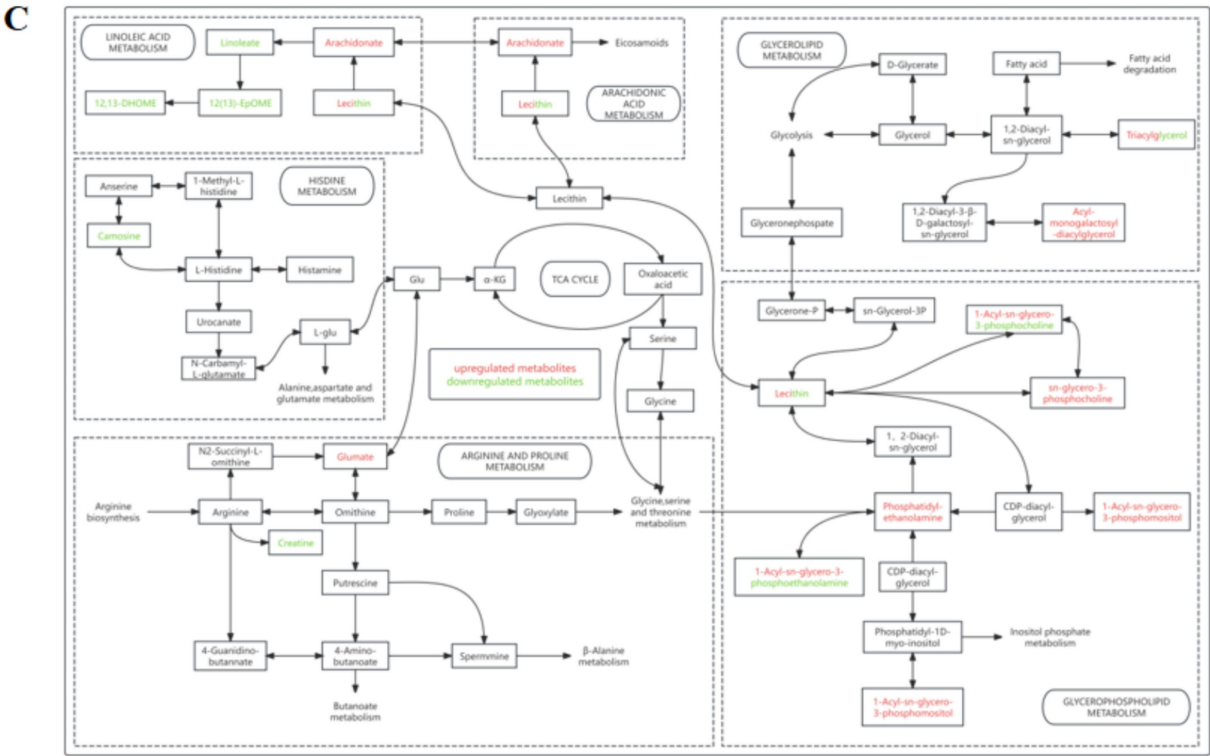 C
LINOLEIC ACID
METABOLISM
Linoleate
Arachidonate
12,13-DHOME
12(13)-EpOME
Lecithin
Arachidonate
Eicosamoids
Lecithin
ARACHIDONIC
ACID
METABOLISM
Lecithin
GLYCEROLIPID
METABOLISM
D-Glycerate
Fatty acid
Fatty acid
degradation
Glycolysis
Glycerol
1,2-Diacyl-
sn-glycerol
Triacylglycerol
Glyceronephospate
1,2-Diacyl-3-β-
D-galactosyl-
sn-glycerol
Acyl-
monogalactosyl
-diacylglycerol
Anserine
1-Methyl-L-
histidine
HISDINE
METABOLISM
Camosine
L-Histidine
Histamine
Urocanate
L-glu
N-Carbamyl-
L-glutamate
Alanine,aspartate and
glutamate metabolism
Glu
α-KG
TCA CYCLE
Oxaloacetic
acid
Serine
Glycine
upregulated metabolites
downregulated metabolites
Glycerone-P
sn-Glycerol-3P
1-Acyl-sn-glycero-
3-phosphocholine
Lecithin
sn-glycero-3-
phosphocholine
1, 2-Diacyl-
sn-glycerol
N2-Succinyl-L-
ornithine
Glumate
ARGININE AND PROLINE
METABOLISM
Arginine
biosynthesis
Arginine
Ornithine
Proline
Glyoxylate
Glycine,serine
and threonine
metabolism
Creatine
Putrescine
4-Guanidino-
butannate
4-Amino-
butanoate
Spermmine
β-Alanine
metabolism
Butanoate
metabolism
Phosphatidyl-
ethanolamine
CDP-diacyl-
glycerol
1-Acyl-sn-glycero-
3-phosphomositol
1-Acyl-sn-glycero-3-
phosphoethanolamine
CDP-diacyl-
glycerol
Phosphatidyl-1D-
myo-inositol
Inositol phosphate
metabolism
1-Acyl-sn-glycero-
3-phosphomositol
GLYCEROPHOSPHOLIPID
METABOLISM